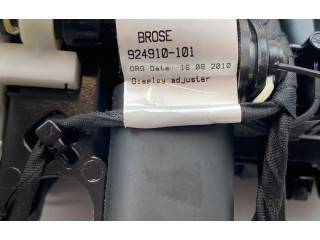 BROSE
924910-101
ORG Date: 16.08.2010
Display adjuster